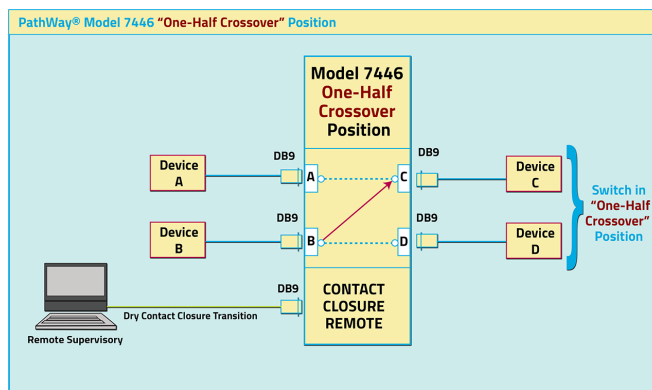 PathWay® Model 7446 “One-Half Crossover” Position
Model 7446
One-Half
Crossover
Position
DB9
DB9
Device
A
A
C
Device
C
DB9
DB9
Device
B
B
D
Device
D
Switch in
“One-Half
Crossover”
Position
DB9
CONTACT
CLOSURE
REMOTE
Dry Contact Closure Transition
Remote Supervisory